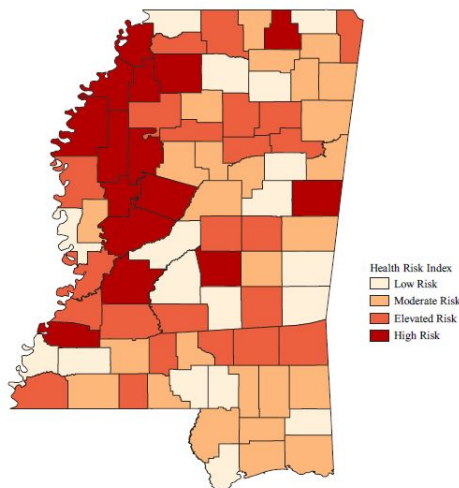 Health Risk Index
Low Risk
Moderate Risk
Elevated Risk
High Risk